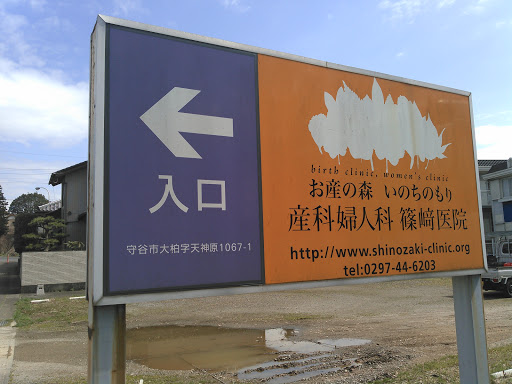 入口
守谷市大柏字天神原1067-1
birth clinic, women's clinic
お産の森 いのちのもり
産科婦人科 篠﨑医院
http://www.shinozaki-clinic.org
tel:0297-44-6203